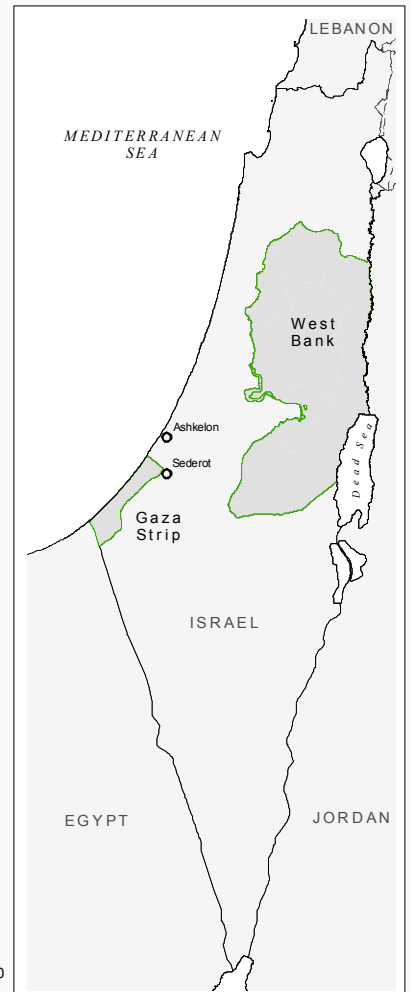 LEBANON
MEDITERRANEAN
SEA
West
Bank
Ashkelon
Dead Sea
Sederot
Gaza
Strip
ISRAEL
EGYPT
JORDAN